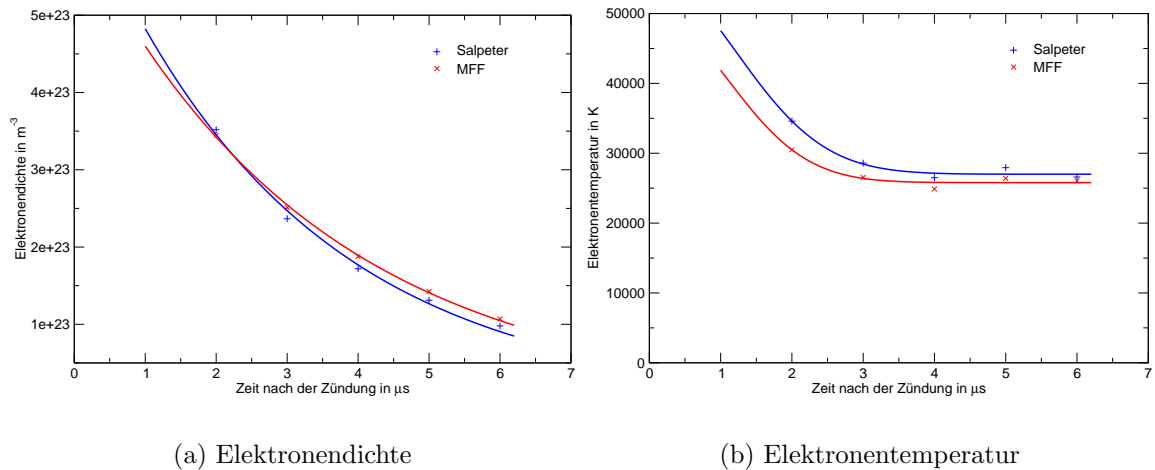 5e+23
4e+23
3e+23
2e+23
1e+23
Elektronendichte in m-3
Salpeter
MFF
0 1 2 3 4 5 6 7
Zeit nach der Zündung in µs
(a) Elektronendichte
50000
40000
30000
20000
10000
0
Elektronentemperatur in K
Salpeter
MFF
0 1 2 3 4 5 6 7
Zeit nach der Zündung in µs
(b) Elektronentemperatur